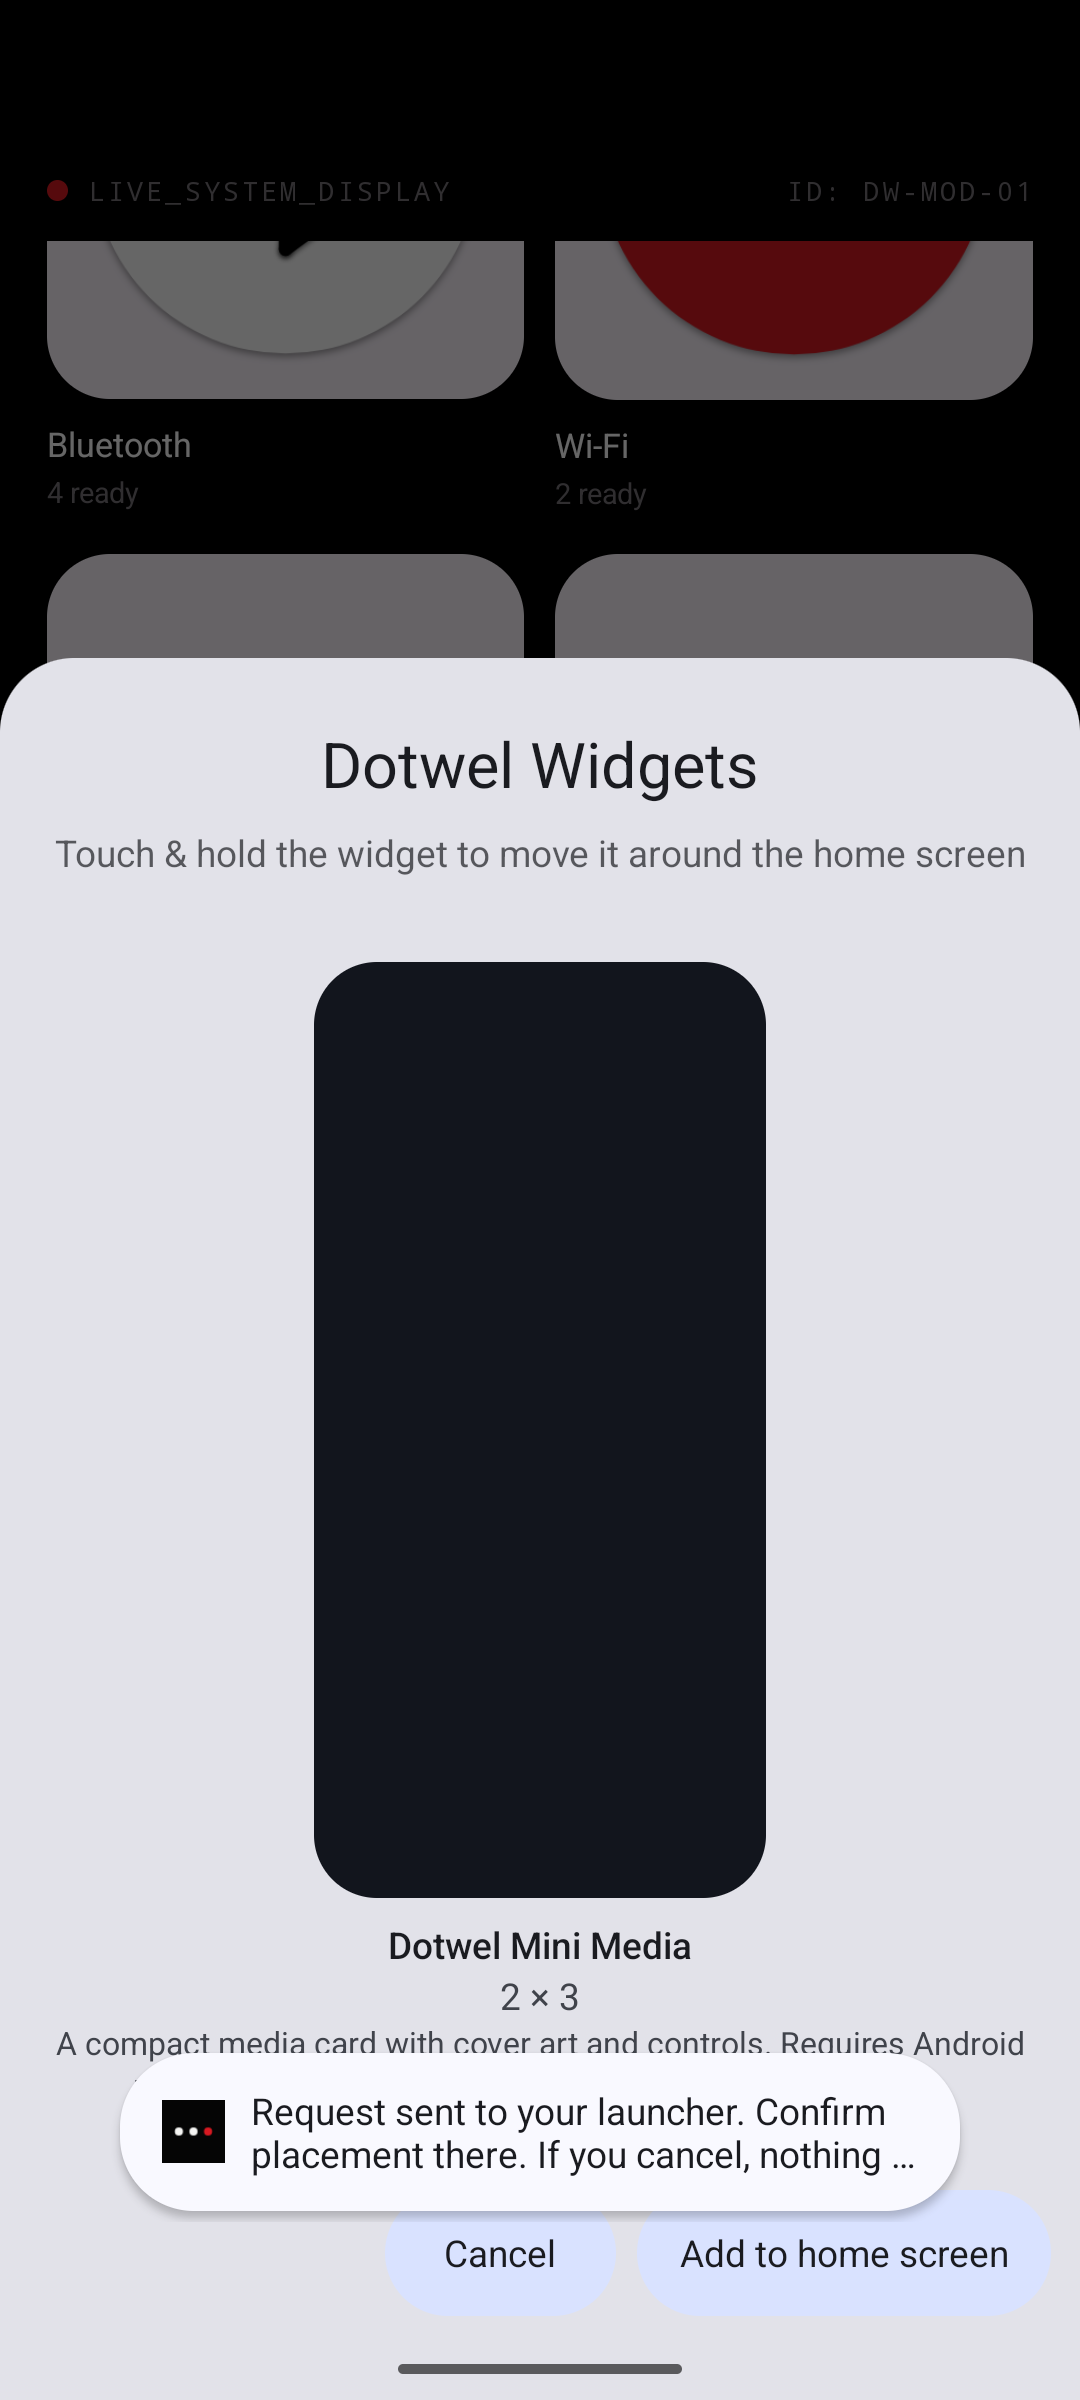 LIVE_SYSTEM_DISPLAY
ID: DW-MOD-01
Bluetooth
Wi-Fi
4 ready
2 ready
Dotwel Widgets
Touch & hold the widget to move it around the home screen
Dotwel Mini Media
2 × 3
A compact media card with cover art and controls. Requires Android
Request sent to your launcher. Confirm
placement there. If you cancel, nothing ...
Cancel
Add to home screen